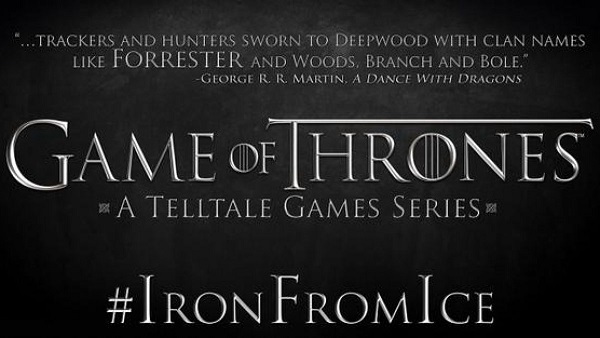 “...TRACKERS AND HUNTERS SWORN TO DEEPWOOD WITH CLAN NAMES
LIKE FORRESTER AND WOODS, BRANCH AND BOLE.”
-GEORGE R. R. MARTIN, A DANCE WITH DRAGONS
GAME OF THRONES™
A TELLTALE GAMES SERIES
#IRONFROMICE